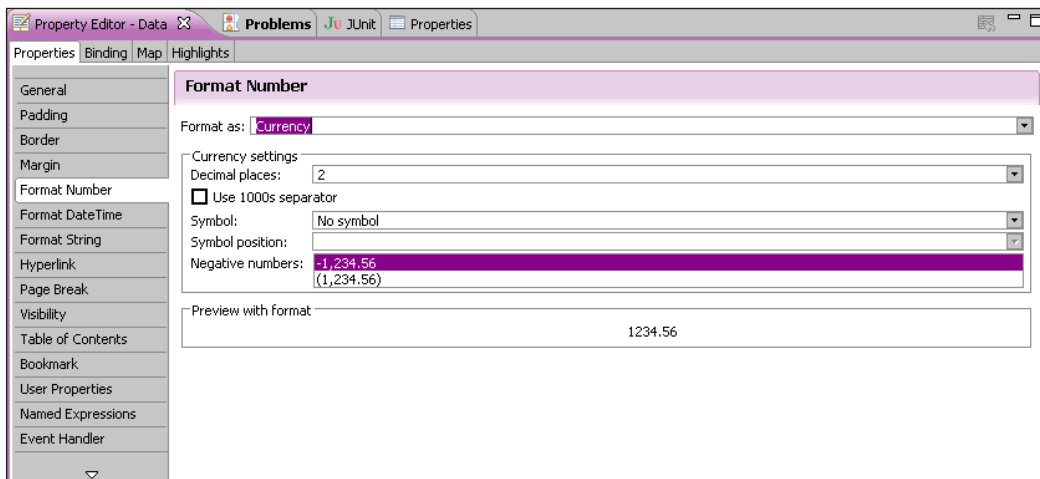 Property Editor - Data Problems JUnit Properties
Properties Binding Map Highlights
General
Padding
Border
Margin
Format Number
Format DateTime
Format String
Hyperlink
Page Break
Visibility
Table of Contents
Bookmark
User Properties
Named Expressions
Event Handler
Format Number
Format as: Currency
Currency settings
Decimal places: 2
Use 1000s separator
Symbol: No symbol
Symbol position:
Negative numbers: -1,234.56
(1,234.56)
Preview with format
1234.56